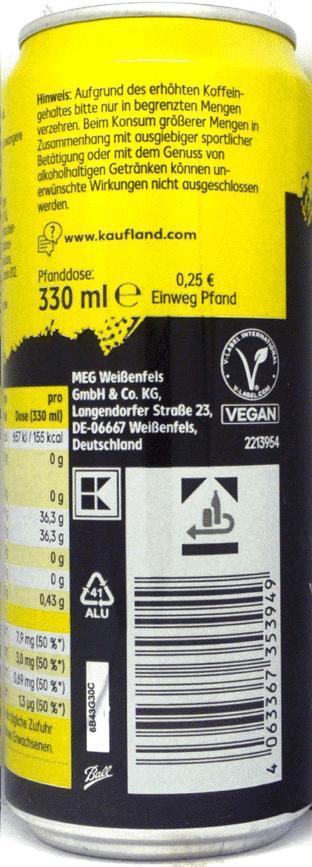 Hinweis: Aufgrund des erhöhten Koffein-
gehaltes bitte nur in begrenzten Mengen
verzehren. Beim Konsum größerer Mengen in
Zusammenhang mit ausgiebiger sportlicher
Betätigung oder mit dem Genuss von
alkoholhaltigen Getränken können un-
erwünschte Wirkungen nicht ausgeschlossen
werden.
www.kaufland.com
Pfanddose:
330 ml ℮
0,25 €
Einweg Pfand
MEG Weißenfels
GmbH & Co. KG,
Langendorfer Straße 23,
DE-06667 Weißenfels,
Deutschland
V-LABEL INTERNATIONAL
V-LABEL.COM
VEGAN
2213954
pro
Dose (330 ml)
657 kJ / 155 kcal
0 g
0 g
36,3 g
36,3 g
0 g
0 g
0,43 g
7,9 mg (50 %*)
3,0 mg (50 %*)
0,69 mg (50 %*)
1,3 µg (50 %*)
tägliche Zufuhr
Erwachsenen.
K
41
ALU
6B43G30C
Ball
4 063367 353949